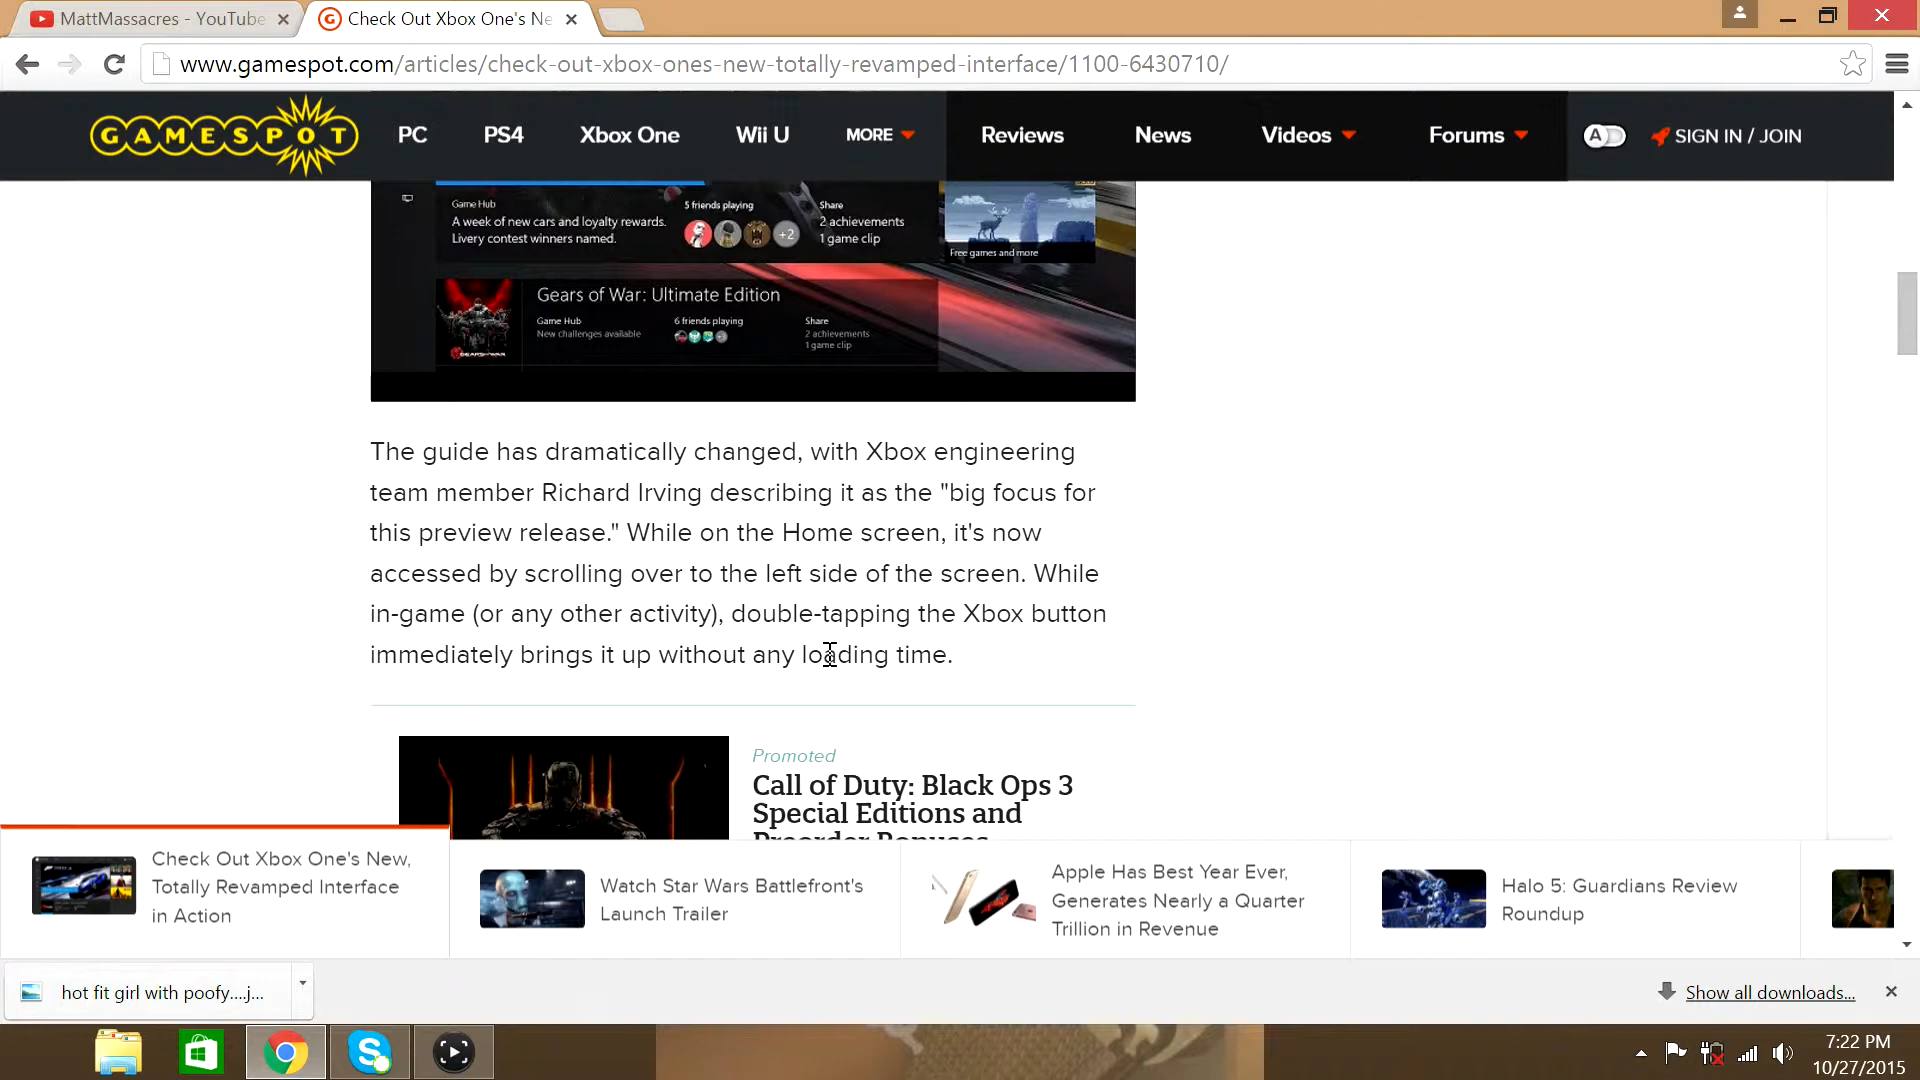 MattMassacres - YouTube
Check Out Xbox One's Ne
www.gamespot.com/articles/check-out-xbox-ones-new-totally-revamped-interface/1100-6430710/
GAMESPOT
PC
PS4
Xbox One
Wii U
MORE
Reviews
News
Videos
Forums
A
SIGN IN / JOIN
Game Hub
A week of new cars and loyalty rewards.
Livery contest winners named.
5 friends playing
+2
Share
2 achievements
1 game clip
Free games and more
Gears of War: Ultimate Edition
Game Hub
New challenges available
6 friends playing
Share
2 achievements
1 game clip
The guide has dramatically changed, with Xbox engineering
team member Richard Irving describing it as the "big focus for
this preview release." While on the Home screen, it's now
accessed by scrolling over to the left side of the screen. While
in-game (or any other activity), double-tapping the Xbox button
immediately brings it up without any loading time.
Promoted
Call of Duty: Black Ops 3
Special Editions and
Preorder Bonuses
Check Out Xbox One's New,
Totally Revamped Interface
in Action
Watch Star Wars Battlefront's
Launch Trailer
Apple Has Best Year Ever,
Generates Nearly a Quarter
Trillion in Revenue
Halo 5: Guardians Review
Roundup
hot fit girl with poofy....j...
Show all downloads...
7:22 PM
10/27/2015